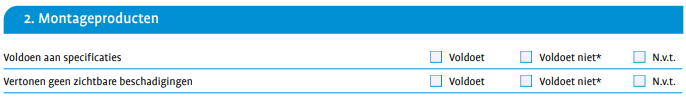 2. Montageproducten
Voldoen aan specificaties Voldoet Voldoet niet* N.v.t.
Vertonen geen zichtbare beschadigingen Voldoet Voldoet niet* N.v.t.